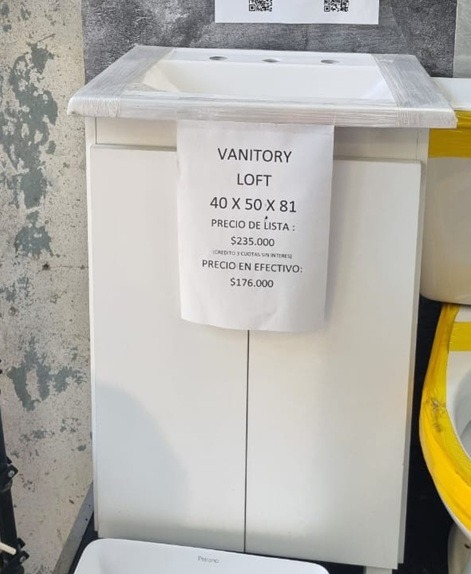 VANITORY
LOFT
40 X 50 X 81
PRECIO DE LISTA :
$235.000
(CREDITO 3 CUOTAS SIN INTERES)
PRECIO EN EFECTIVO:
$176.000